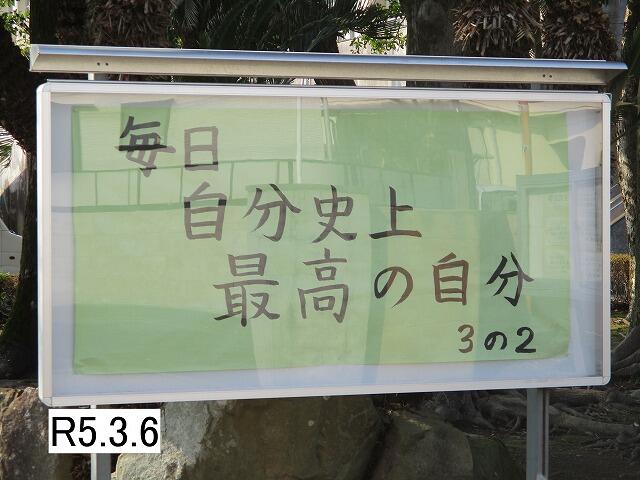 毎日
自分史上
最高の自分
3の2
R5.3.6